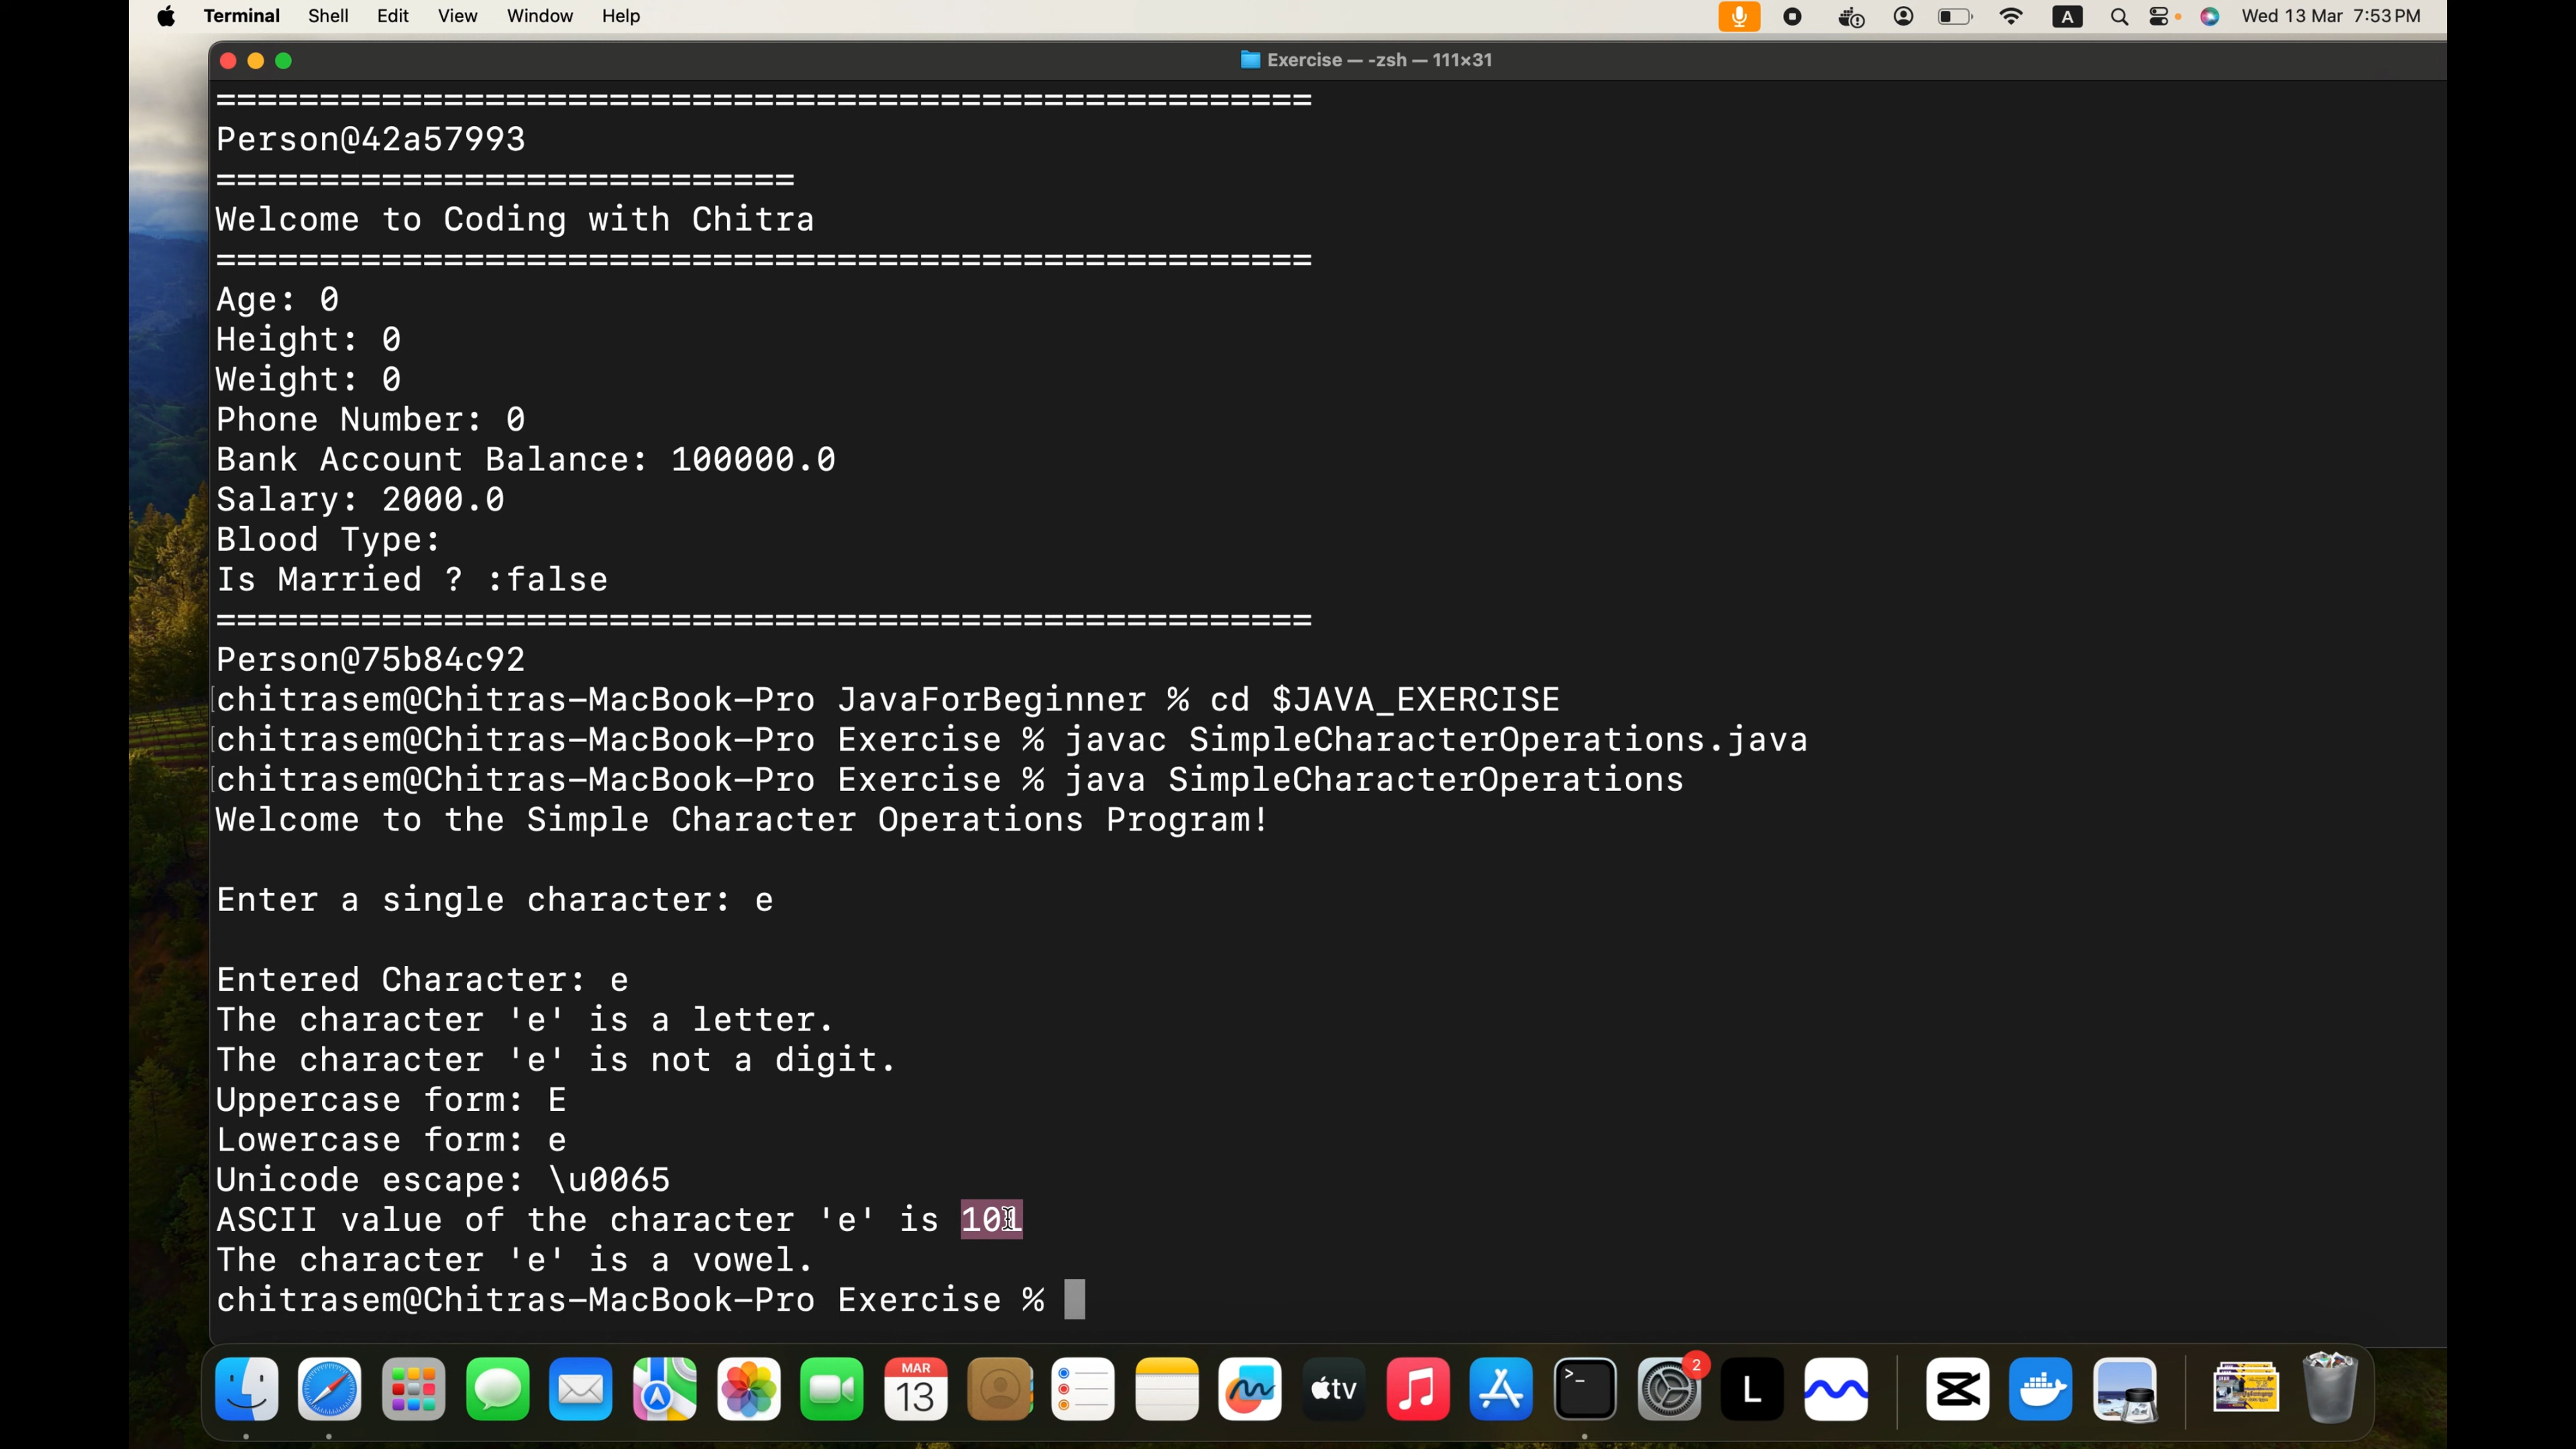 Terminal Shell Edit View Window Help A Wed 13 Mar 7:53 PM
Exercise — -zsh — 111×31
=====================================================
Person@42a57993
============================
Welcome to Coding with Chitra
=====================================================
Age: 0
Height: 0
Weight: 0
Phone Number: 0
Bank Account Balance: 100000.0
Salary: 2000.0
Blood Type:
Is Married ? :false
=====================================================
Person@75b84c92
[chitrasem@Chitras-MacBook-Pro JavaForBeginner % cd $JAVA_EXERCISE
[chitrasem@Chitras-MacBook-Pro Exercise % javac SimpleCharacterOperations.java
[chitrasem@Chitras-MacBook-Pro Exercise % java SimpleCharacterOperations
Welcome to the Simple Character Operations Program!
Enter a single character: e
Entered Character: e
The character 'e' is a letter.
The character 'e' is not a digit.
Uppercase form: E
Lowercase form: e
Unicode escape: \u0065
ASCII value of the character 'e' is 101
The character 'e' is a vowel.
chitrasem@Chitras-MacBook-Pro Exercise %
MAR 13 tv >_ 2 L